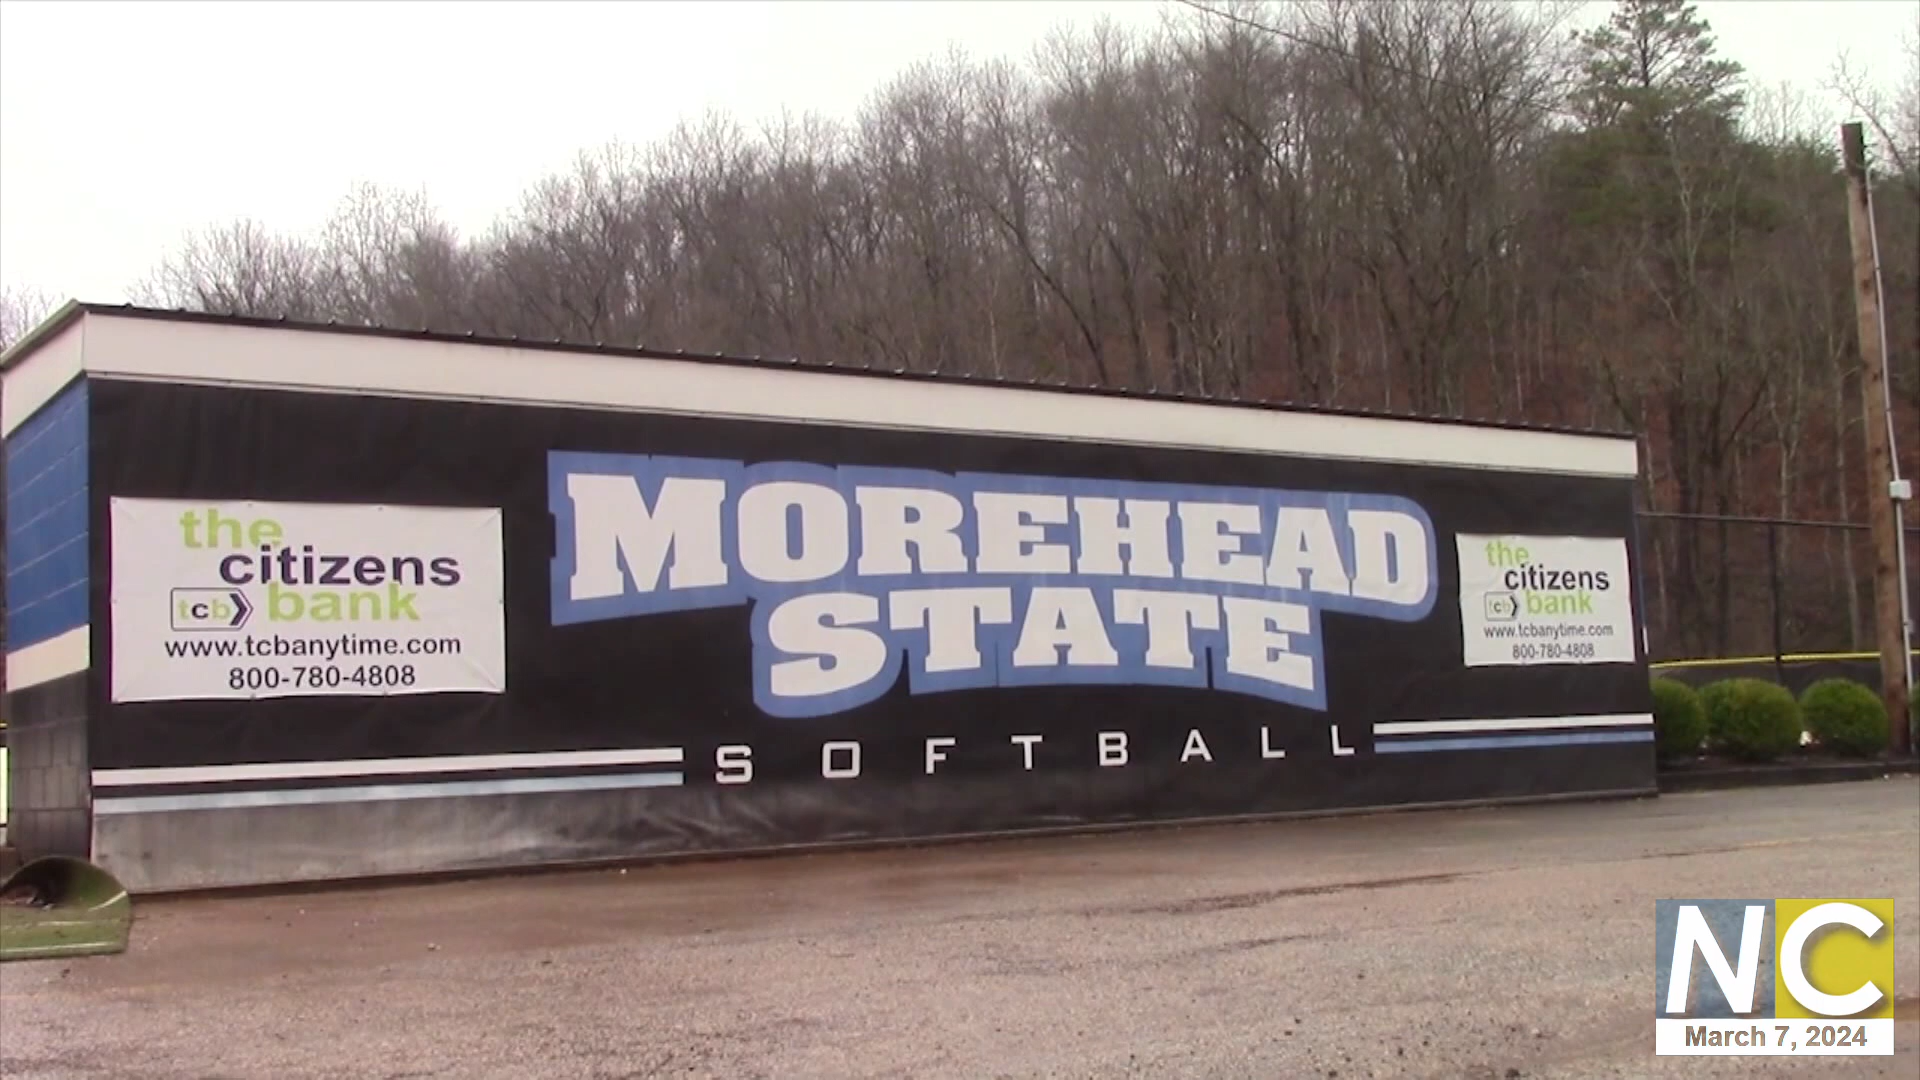 the
citizens
tcb bank
www.tcbanytime.com
800-780-4808
MOREHEAD
STATE
SOFTBALL
the
citizens
tcb bank
www.tcbanytime.com
800-780-4808
NC
March 7, 2024